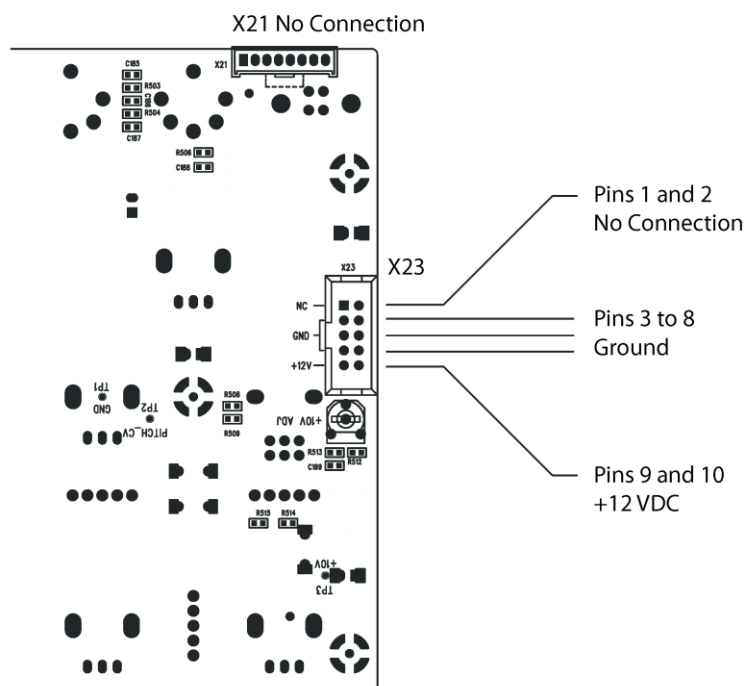 X21 No Connection
X21
C185
R503
C186
R504
C187
R506
C188
Pins 1 and 2
No Connection
X23
X23
NC
GND
+12V
Pins 3 to 8
Ground
TP1
GND
TP2
PITCH_CV
R508
R509
+10V ADJ
R513
R512
C189
Pins 9 and 10
+12 VDC
R515
R514
+10V
TP3